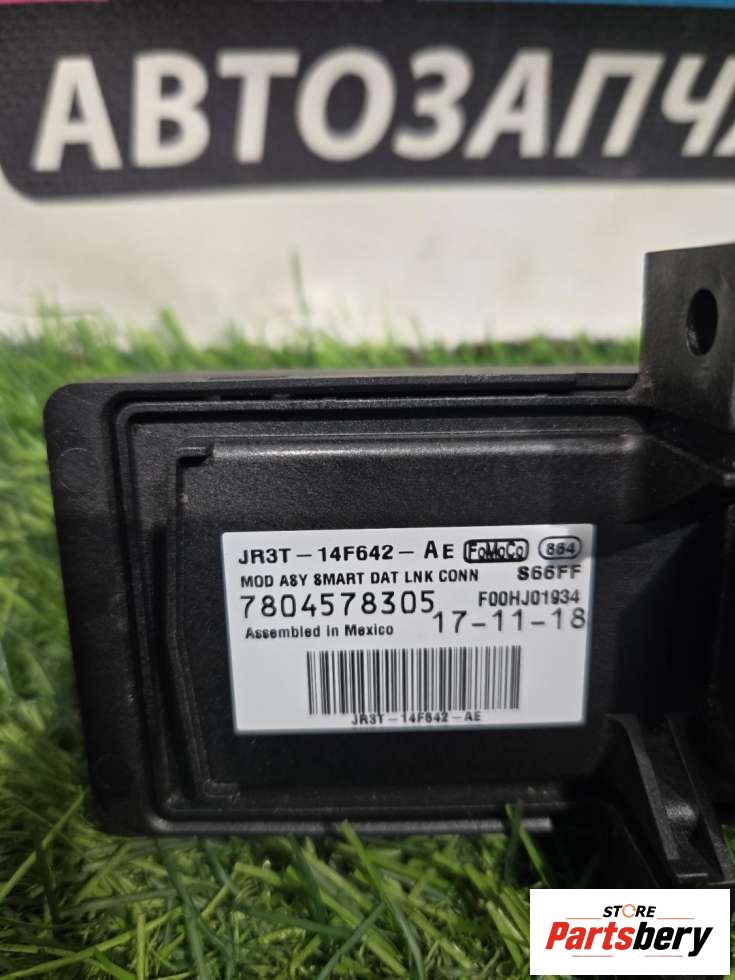 АВТОЗАПЧ
JR3T-14F642-AE FoMoCo 864
MOD ASY SMART DAT LNK CONN S66FF
7804578305 F00HJ01934
Assembled in Mexico 17-11-18
JR3T-14F642-AE
STORE
Partsbery